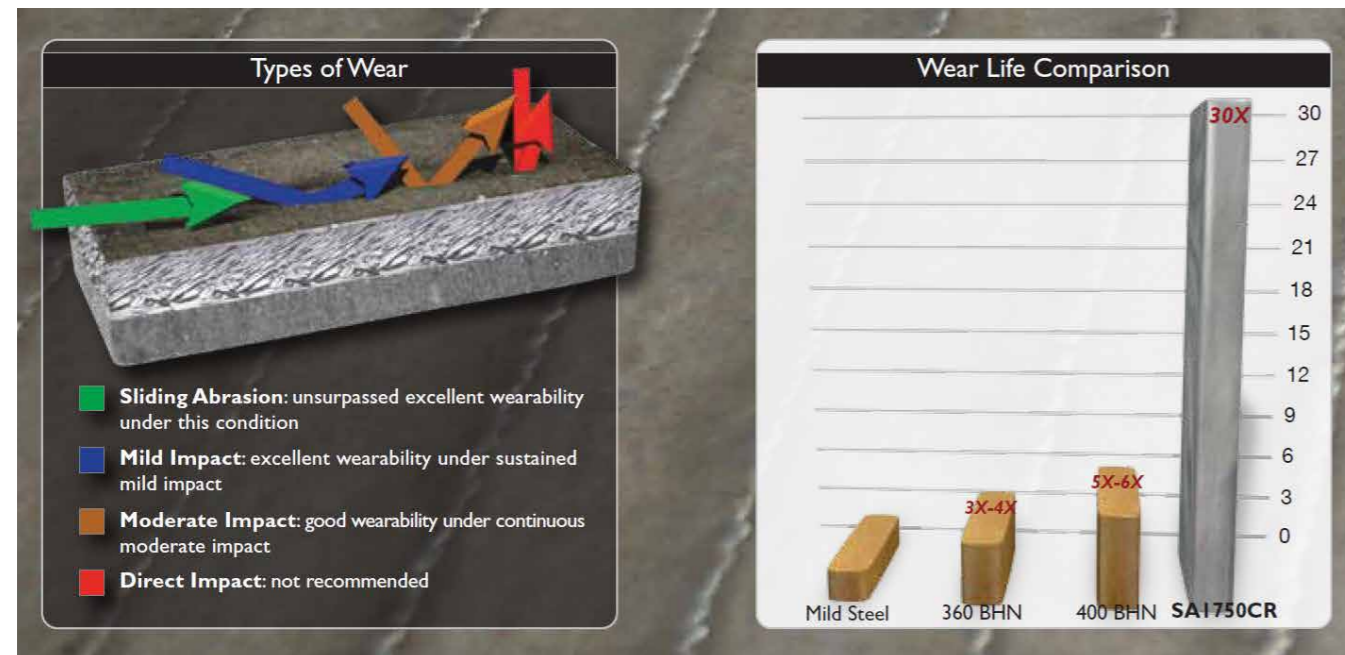 Types of Wear
Sliding Abrasion: unsurpassed excellent wearability
under this condition
Mild Impact: excellent wearability under sustained
mild impact
Moderate Impact: good wearability under continuous
moderate impact
Direct Impact: not recommended
Wear Life Comparison
30X
30
27
24
21
18
15
12
9
6
5X-6X
3
3X-4X
0
Mild Steel
360 BHN
400 BHN
SA1750CR